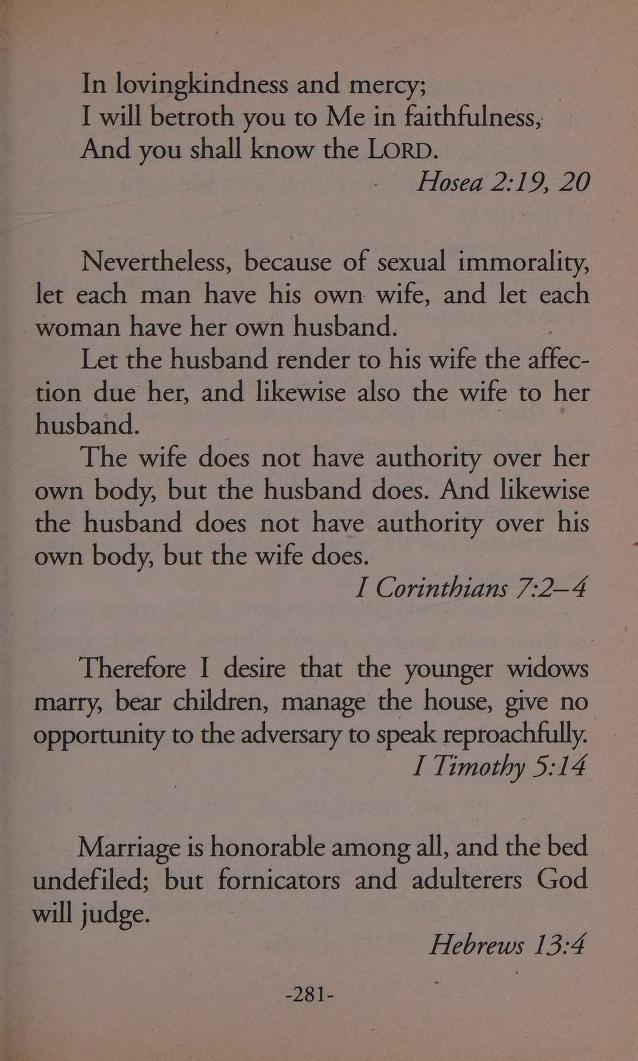 In lovingkindness and mercy;
I will betroth you to Me in faithfulness,
And you shall know the LORD.
Hosea 2:19, 20
Nevertheless, because of sexual immorality,
let each man have his own wife, and let each
woman have her own husband.
Let the husband render to his wife the affec-
tion due her, and likewise also the wife to her
husband.
The wife does not have authority over her
own body, but the husband does. And likewise
the husband does not have authority over his
own body, but the wife does.
I Corinthians 7:2–4
Therefore I desire that the younger widows
marry, bear children, manage the house, give no
opportunity to the adversary to speak reproachfully.
I Timothy 5:14
Marriage is honorable among all, and the bed
undefiled; but fornicators and adulterers God
will judge.
Hebrews 13:4
-281-